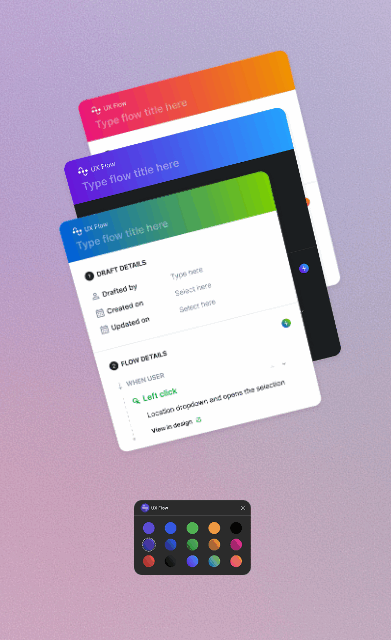 UX Flow
Type flow title here
UX Flow
Type flow title here
UX Flow
Type flow title here
1 DRAFT DETAILS
Drafted by
Type here
Created on
Select here
Updated on
Select here
2 FLOW DETAILS
WHEN USER
Left click
Location dropdown and opens the selection
View in design
UX Flow